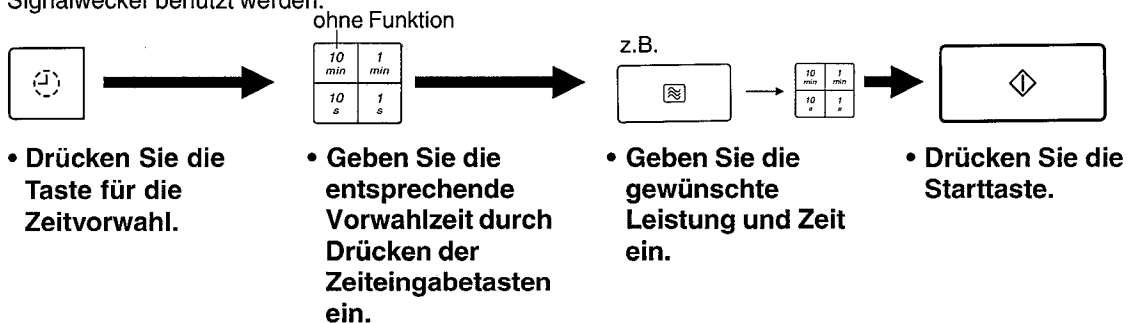 Signalwecker benutzt werden.
ohne Funktion
10 min 1 min
10 s 1 s
z.B.
10 min 1 min
10 s 1 s
• Drücken Sie die
Taste für die
Zeitvorwahl.
• Geben Sie die
entsprechende
Vorwahlzeit durch
Drücken der
Zeiteingabetasten
ein.
• Geben Sie die
gewünschte
Leistung und Zeit
ein.
• Drücken Sie die
Starttaste.